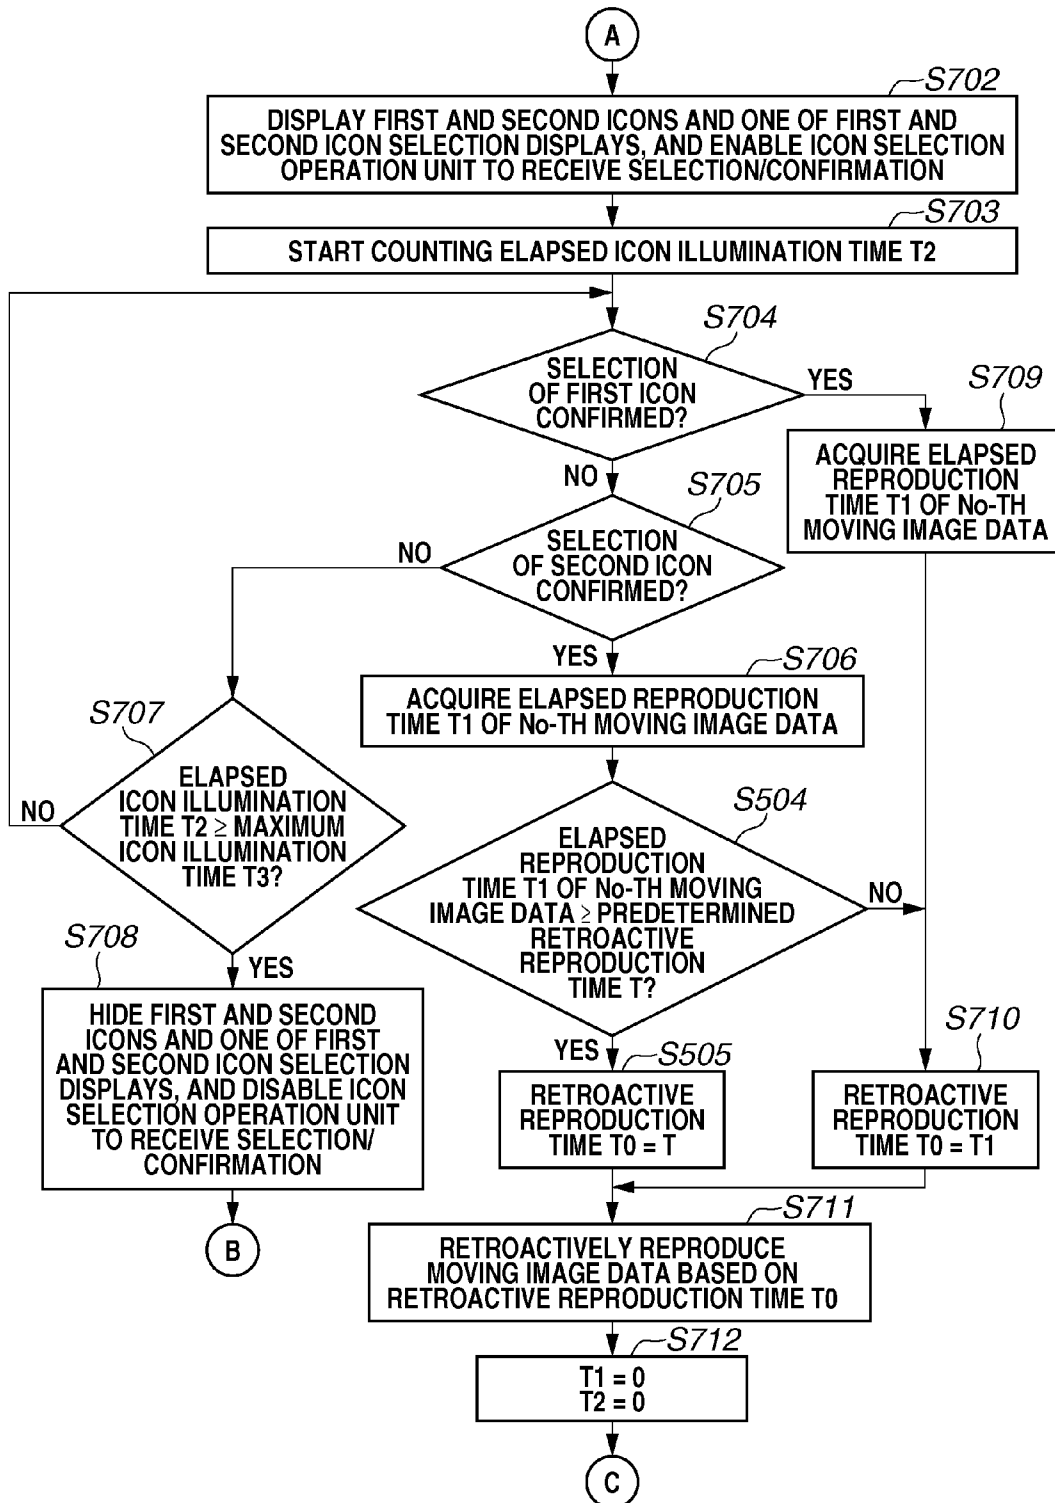 A
S702
DISPLAY FIRST AND SECOND ICONS AND ONE OF FIRST AND
SECOND ICON SELECTION DISPLAYS, AND ENABLE ICON SELECTION
OPERATION UNIT TO RECEIVE SELECTION/CONFIRMATION
S703
START COUNTING ELAPSED ICON ILLUMINATION TIME T2
S704
SELECTION
OF FIRST ICON
CONFIRMED?
YES
S709
ACQUIRE ELAPSED
REPRODUCTION
TIME T1 OF No-TH
MOVING IMAGE DATA
NO
S705
SELECTION
OF SECOND ICON
CONFIRMED?
NO
YES
S706
ACQUIRE ELAPSED REPRODUCTION
TIME T1 OF No-TH MOVING IMAGE DATA
S707
ELAPSED
ICON ILLUMINATION
TIME T2 ≥ MAXIMUM
ICON ILLUMINATION
TIME T3?
NO
YES
S504
ELAPSED
REPRODUCTION
TIME T1 OF No-TH MOVING
IMAGE DATA ≥ PREDETERMINED
RETROACTIVE
REPRODUCTION
TIME T?
NO
YES
S708
HIDE FIRST AND SECOND
ICONS AND ONE OF FIRST
AND SECOND ICON SELECTION
DISPLAYS, AND DISABLE ICON
SELECTION OPERATION UNIT
TO RECEIVE SELECTION/
CONFIRMATION
B
S505
RETROACTIVE
REPRODUCTION
TIME T0 = T
S710
RETROACTIVE
REPRODUCTION
TIME T0 = T1
S711
RETROACTIVELY REPRODUCE
MOVING IMAGE DATA BASED ON
RETROACTIVE REPRODUCTION TIME T0
S712
T1 = 0
T2 = 0
C